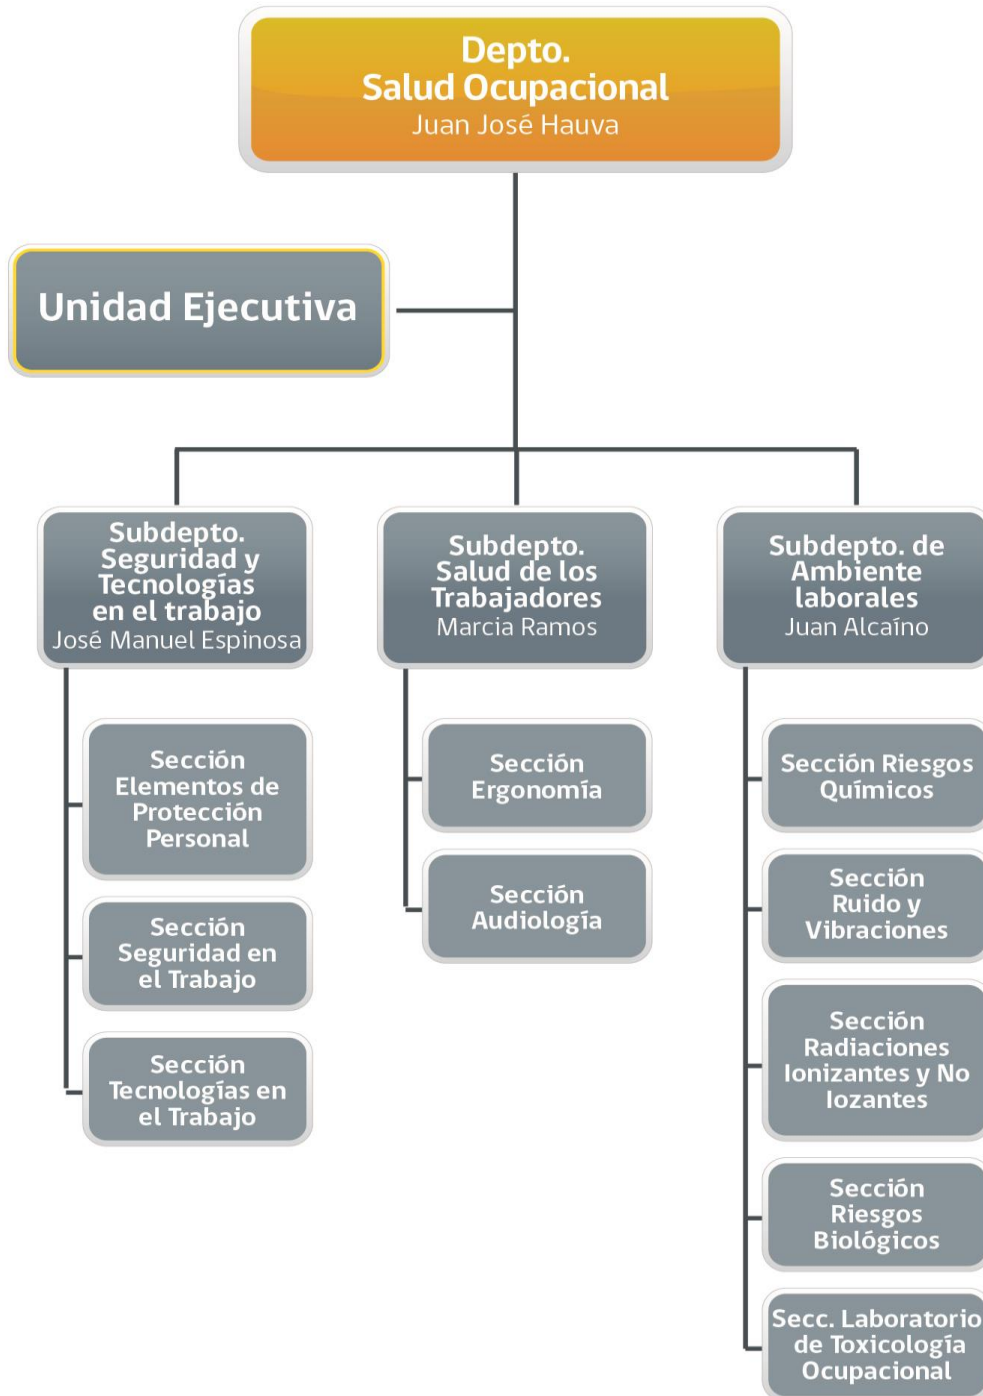 Depto.
Salud Ocupacional
Juan José Hauva
Unidad Ejecutiva
Subdepto.
Seguridad y
Tecnologías
en el trabajo
José Manuel Espinosa
Sección
Elementos de
Protección
Personal
Sección
Seguridad en
el Trabajo
Sección
Tecnologías en
el Trabajo
Subdepto.
Salud de los
Trabajadores
Marcia Ramos
Sección
Ergonomía
Sección
Audiología
Subdepto. de
Ambiente
laborales
Juan Alcaíno
Sección Riesgos
Químicos
Sección
Ruido y
Vibraciones
Sección
Radiaciones
Ionizantes y No
Iozantes
Sección
Riesgos
Biológicos
Secc. Laboratorio
de Toxicología
Ocupacional